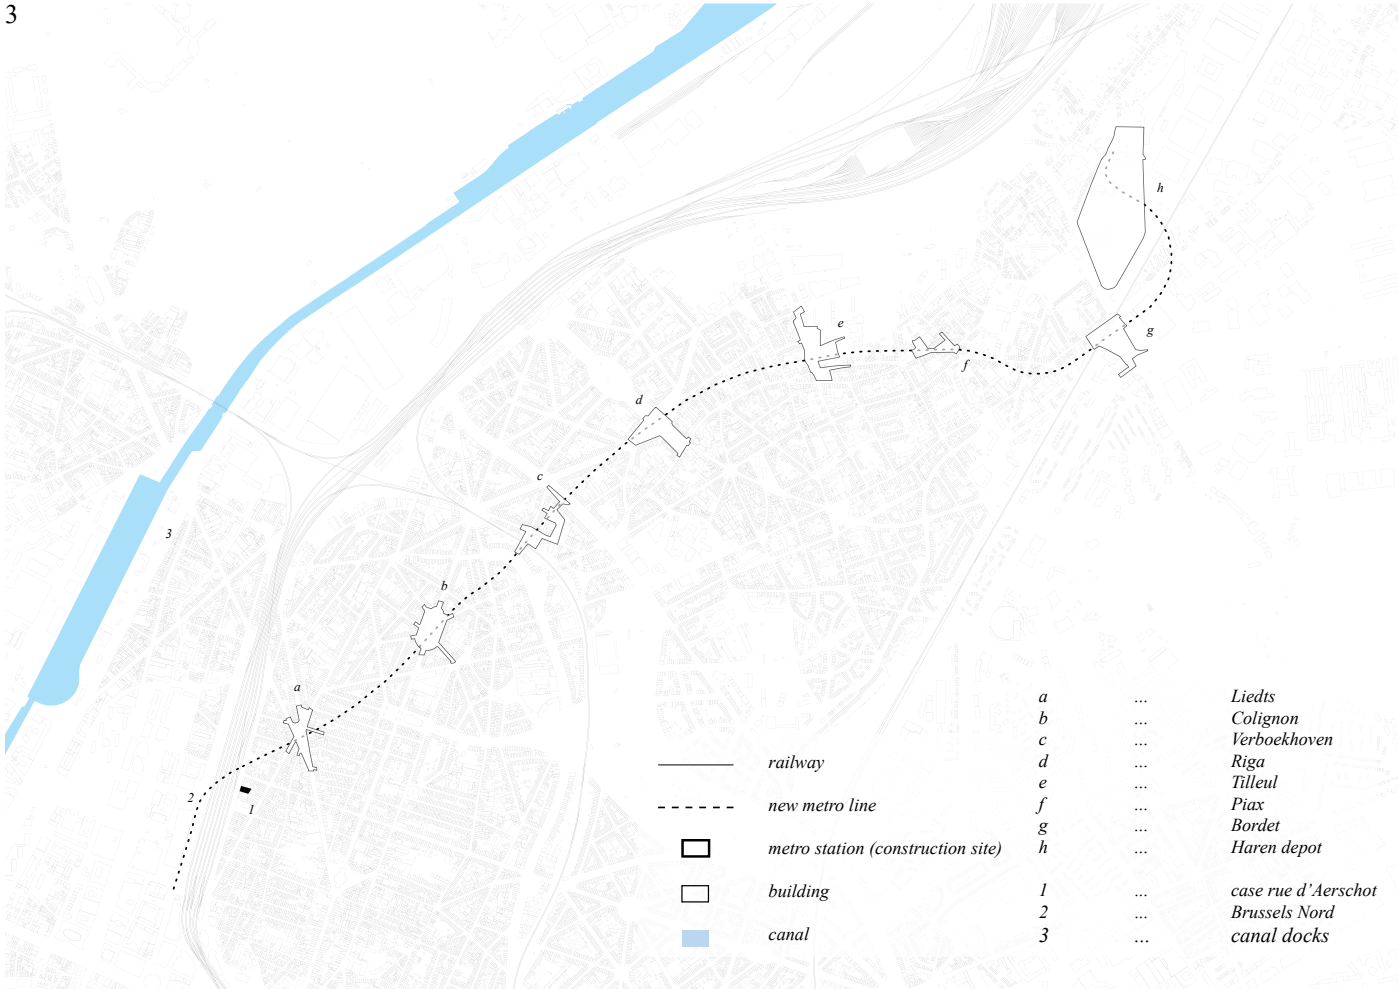 3
h
e
g
f
d
c
3
b
a
2
1
railway
new metro line
metro station (construction site)
building
canal
a ... Liedts
b ... Colignon
c ... Verboekhoven
d ... Riga
e ... Tilleul
f ... Piax
g ... Bordet
h ... Haren depot
1 ... case rue d'Aerschot
2 ... Brussels Nord
3 ... canal docks